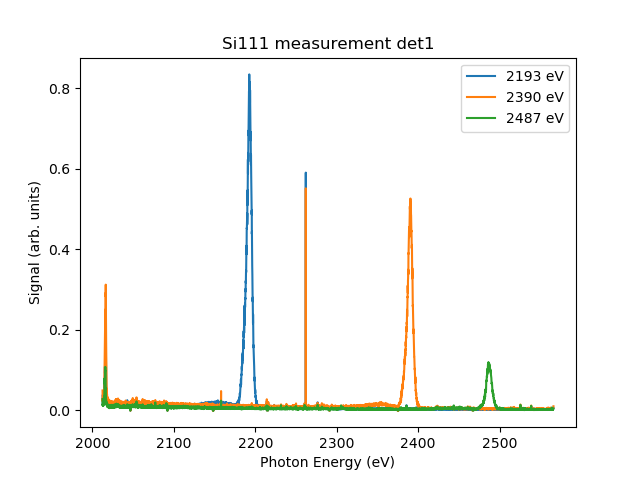 Si111 measurement det1
2193 eV
2390 eV
2487 eV
Signal (arb. units)
0.8
0.6
0.4
0.2
0.0
2000 2100 2200 2300 2400 2500
Photon Energy (eV)